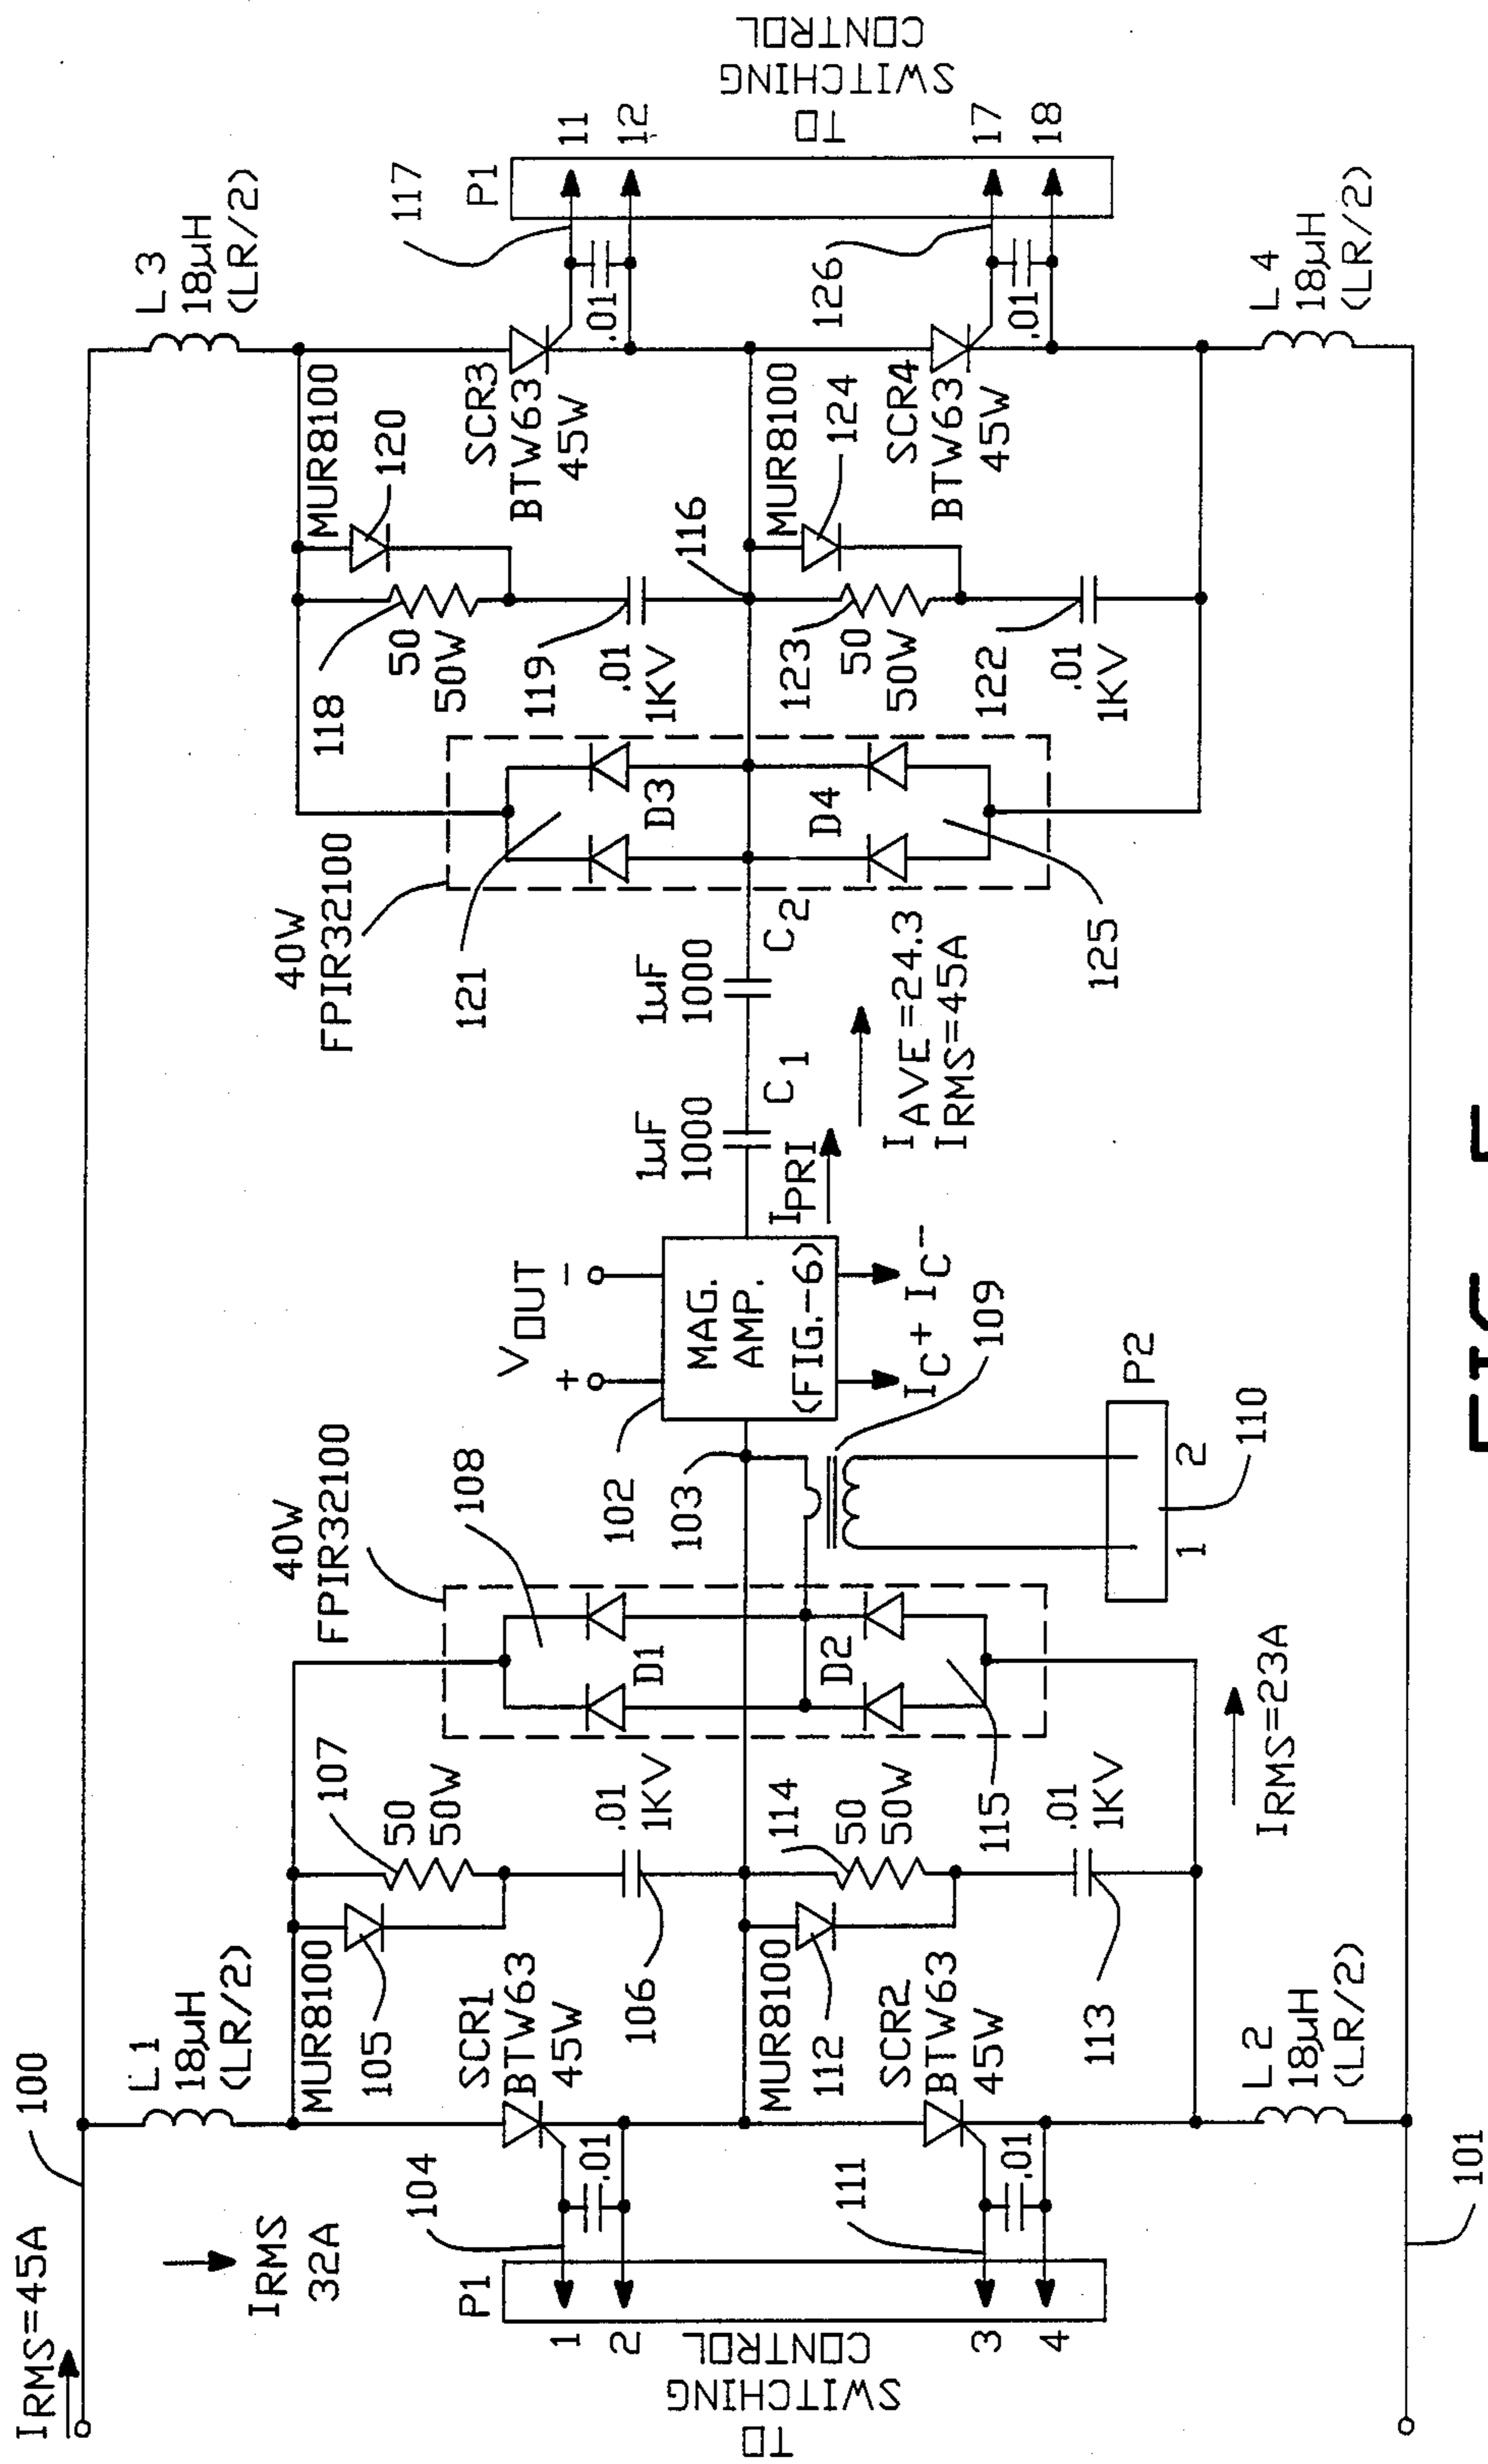 IRMS=45A
100
IRMS
32A
L1
18µH
(LR/2)
MUR8100
105
107
50
50W
SCR1
BTW63
45W
104
.01
106
.01
1KV
P1
1
2
TO
SWITCHING
CONTROL
3
4
111
.01
MUR8100
112
114
50
50W
SCR2
BTW63
45W
113
.01
1KV
115
L2
18µH
(LR/2)
101
IRMS=23A
40W
FPIR32100
108
D1
D2
102
103
VOUT
+
-
MAG.
AMP.
(FIG.-6)
IC+ IC-
109
P2
1
2
110
IPRI
1uF
1000
C1
1uF
1000
C2
IAVE=24.3
IRMS=45A
40W
FPIR32100
121
D3
D4
125
118
50
50W
119
.01
1KV
116
123
50
50W
122
.01
1KV
MUR8100
120
SCR3
BTW63
45W
MUR8100
124
SCR4
BTW63
45W
L3
18µH
(LR/2)
117
.01
126
.01
P1
11
12
TO
SWITCHING
CONTROL
17
18
L4
18µH
(LR/2)